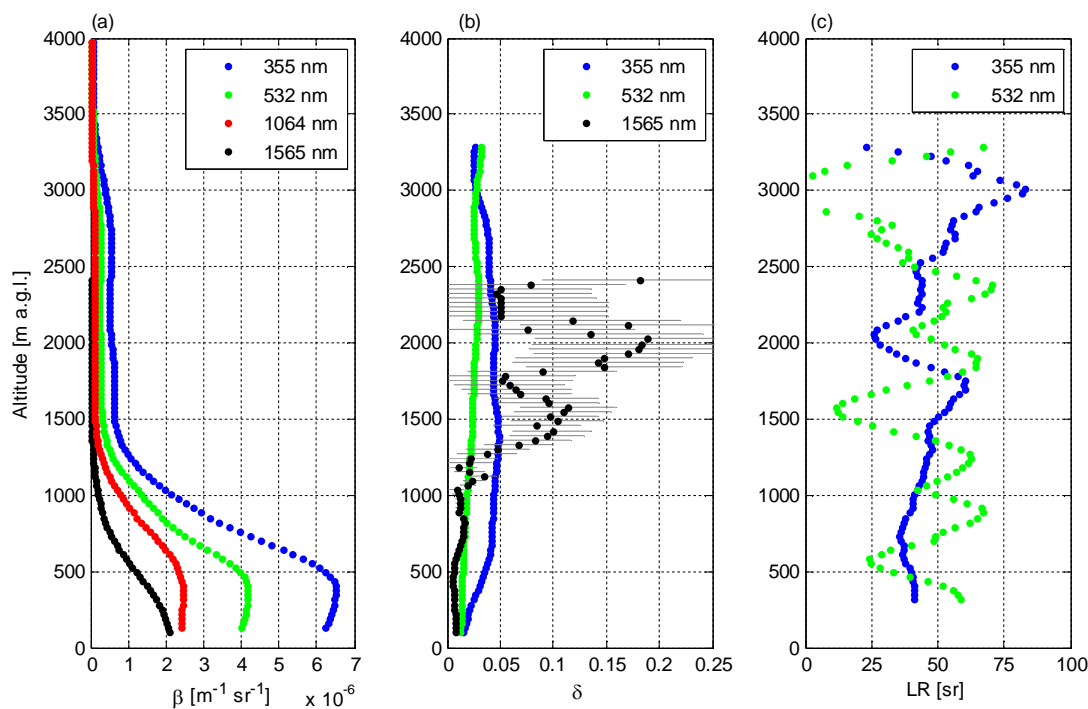 (a)
(b)
(c)
4000
3500
3000
2500
2000
1500
1000
500
0
Altitude [m a.g.l.]
355 nm
532 nm
1064 nm
1565 nm
0 1 2 3 4 5 6 7
β [m⁻¹ sr⁻¹]
x 10⁻⁶
4000
3500
3000
2500
2000
1500
1000
500
0
355 nm
532 nm
1565 nm
0 0.05 0.1 0.15 0.2 0.25
δ
4000
3500
3000
2500
2000
1500
1000
500
0
355 nm
532 nm
0 25 50 75 100
LR [sr]